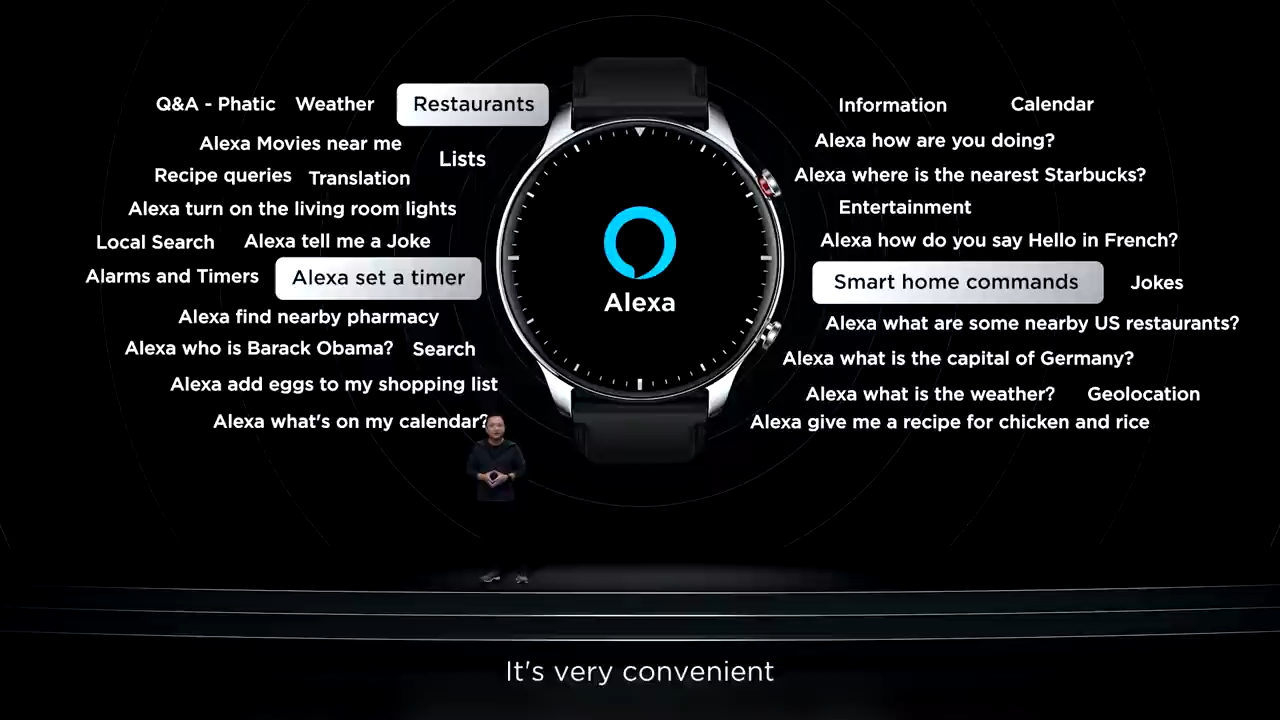 Q&A - Phatic Weather Restaurants
Alexa Movies near me
Lists
Recipe queries Translation
Alexa turn on the living room lights
Local Search Alexa tell me a Joke
Alarms and Timers Alexa set a timer
Alexa find nearby pharmacy
Alexa who is Barack Obama? Search
Alexa add eggs to my shopping list
Alexa what's on my calendar?
Alexa
Information Calendar
Alexa how are you doing?
Alexa where is the nearest Starbucks?
Entertainment
Alexa how do you say Hello in French?
Smart home commands Jokes
Alexa what are some nearby US restaurants?
Alexa what is the capital of Germany?
Alexa what is the weather? Geolocation
Alexa give me a recipe for chicken and rice
It's very convenient